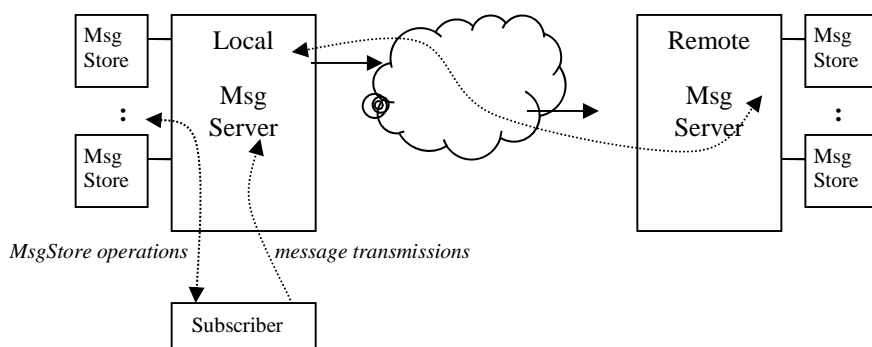 Msg
Store
:
Msg
Store
Local
Msg
Server
Remote
Msg
Server
Msg
Store
:
Msg
Store
MsgStore operations
message transmissions
Subscriber